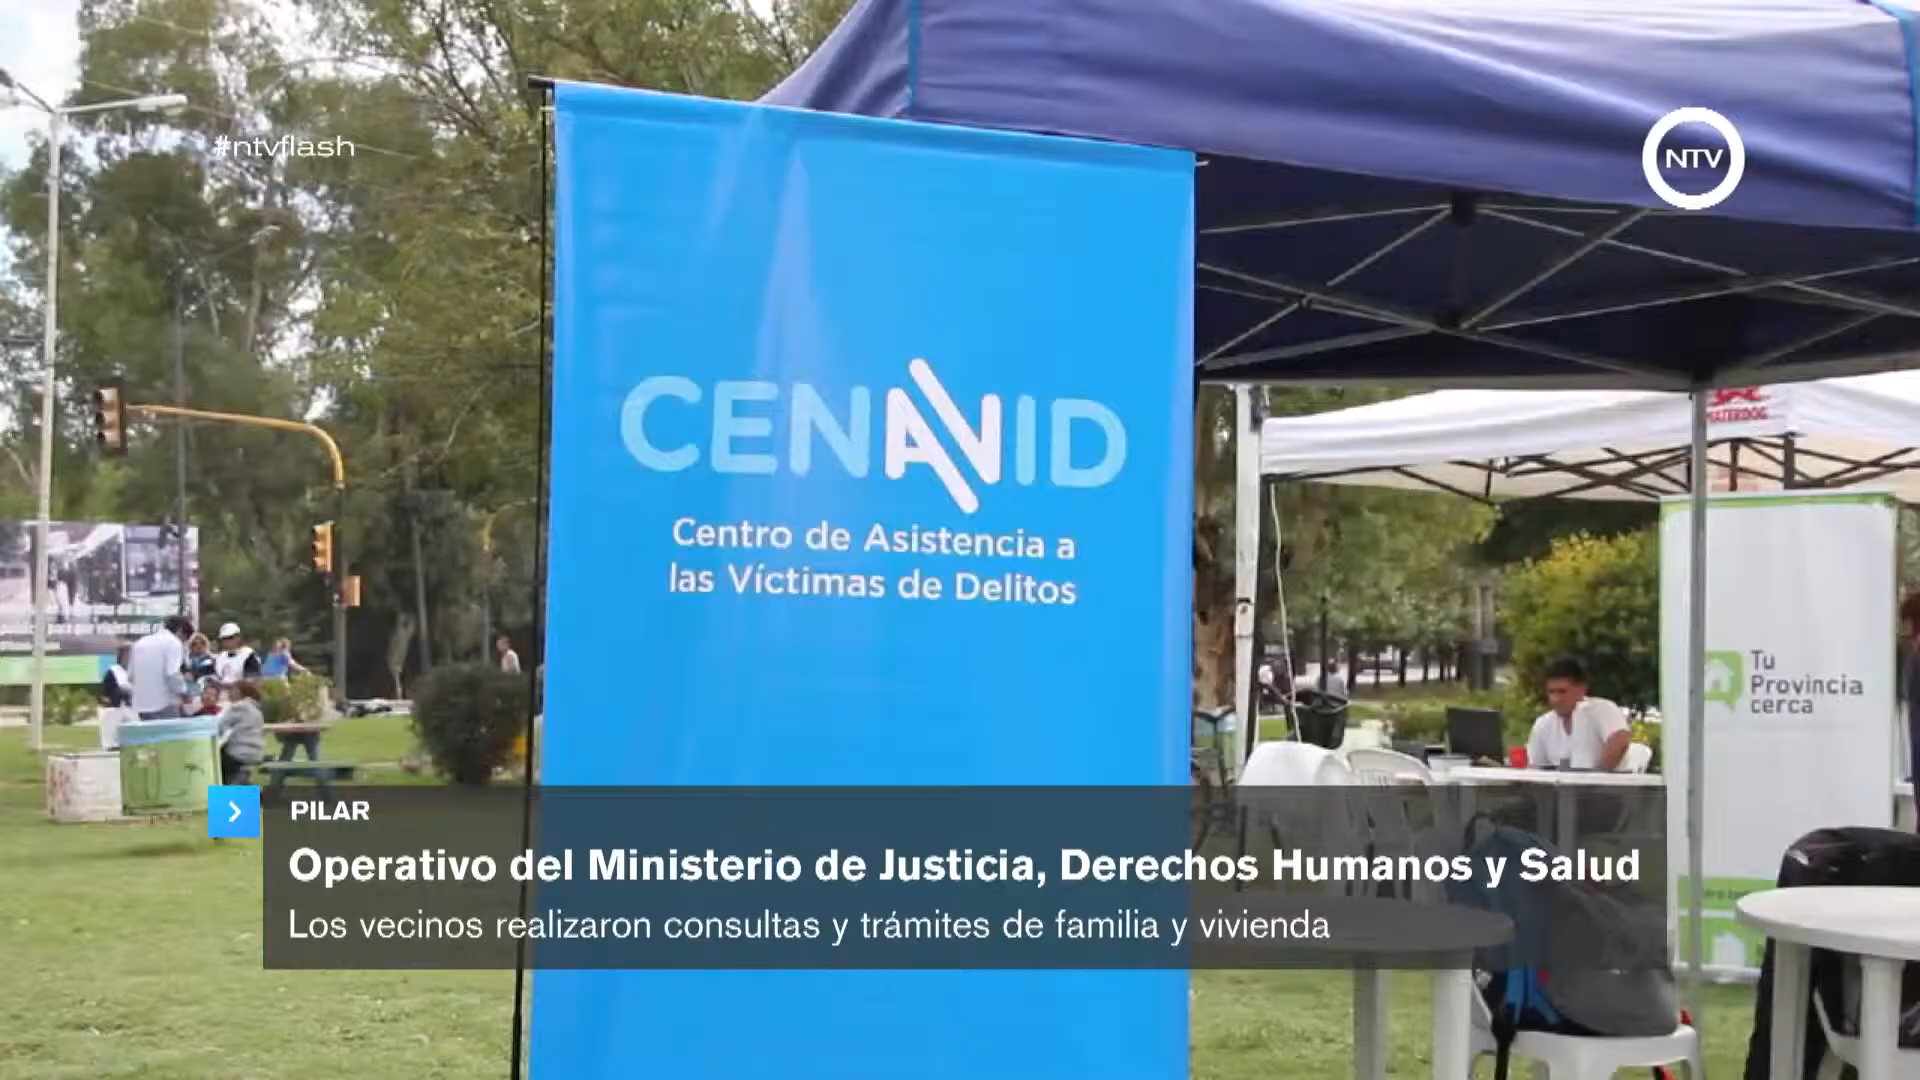 #ntvflash
NTV
CENAVID
Centro de Asistencia a
las Víctimas de Delitos
Tu
Provincia
cerca
PILAR
Operativo del Ministerio de Justicia, Derechos Humanos y Salud
Los vecinos realizaron consultas y trámites de familia y vivienda